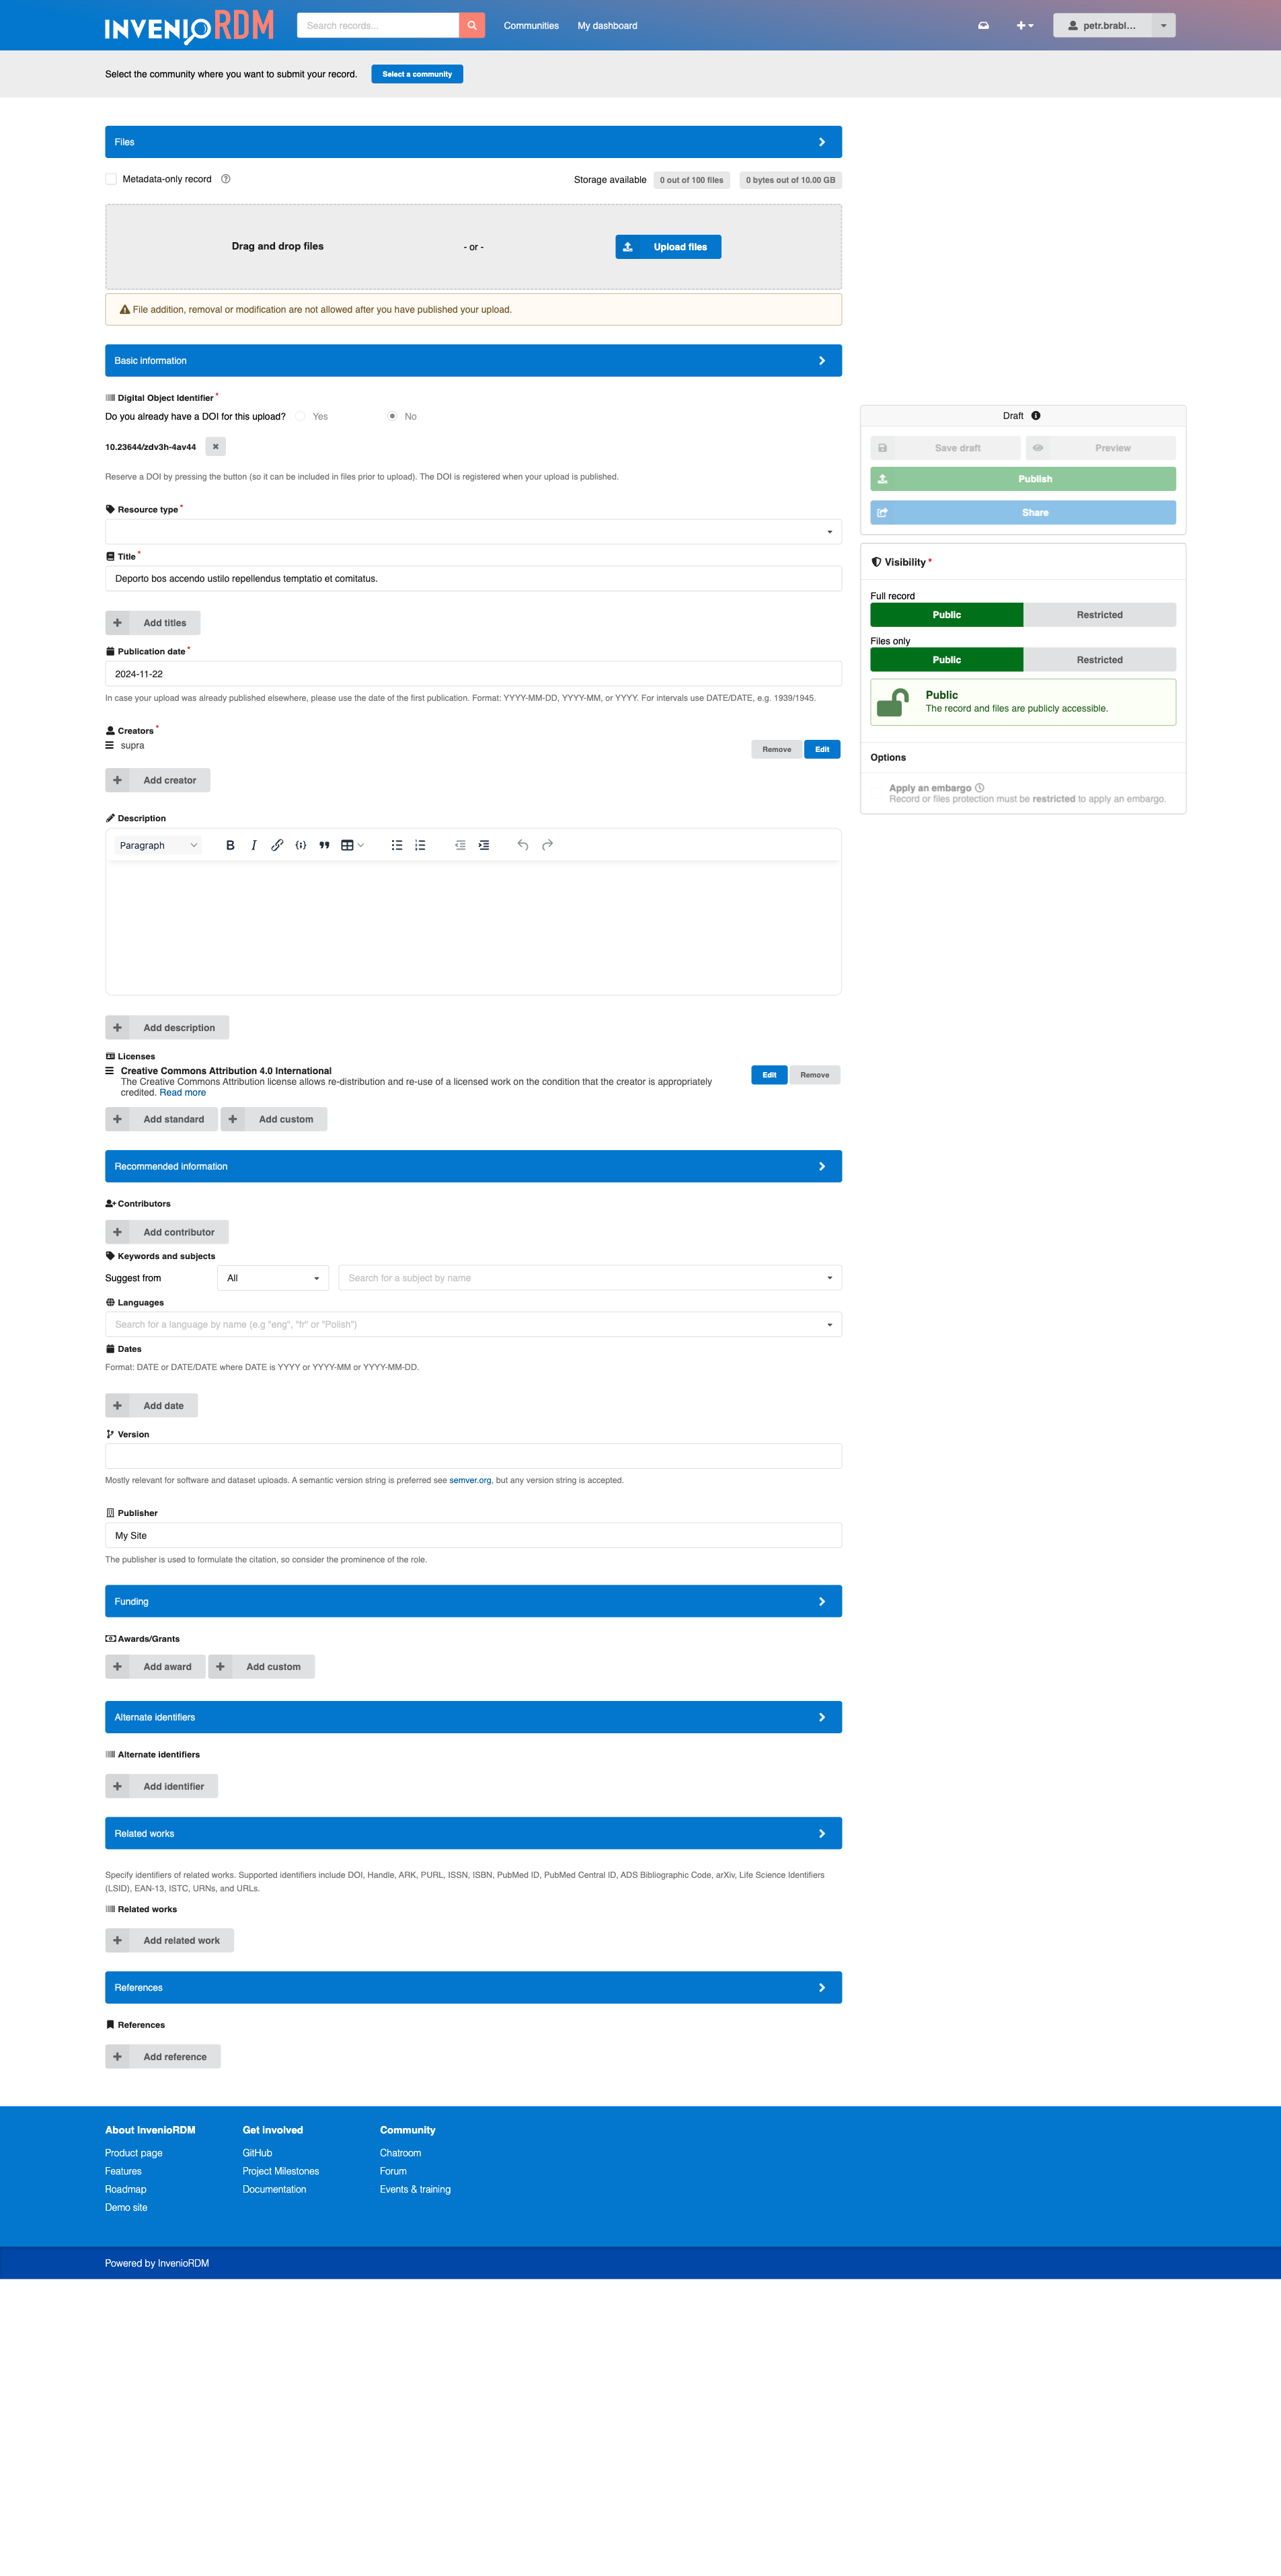 INVENIO RDM
Search records...
Communities
My dashboard
petr.brabl...
Select the community where you want to submit your record.
Select a community
Files
Metadata-only record
Storage available
0 out of 100 files
0 bytes out of 10.00 GB
Drag and drop files
- or -
Upload files
File addition, removal or modification are not allowed after you have published your upload.
Basic information
Digital Object Identifier *
Do you already have a DOI for this upload?
Yes
No
10.23644/zdv3h-4av44
Reserve a DOI by pressing the button (so it can be included in files prior to upload). The DOI is registered when your upload is published.
Resource type *
Title *
Deporto bos accendo ustilo repellendus temptatio et comitatus.
Add titles
Publication date *
2024-11-22
In case your upload was already published elsewhere, please use the date of the first publication. Format: YYYY-MM-DD, YYYY-MM, or YYYY. For intervals use DATE/DATE, e.g. 1939/1945.
Creators *
supra
Remove
Edit
Add creator
Description
Paragraph
Add description
Licenses
Creative Commons Attribution 4.0 International
The Creative Commons Attribution license allows re-distribution and re-use of a licensed work on the condition that the creator is appropriately
credited. Read more
Edit
Remove
Add standard
Add custom
Recommended information
Contributors
Add contributor
Keywords and subjects
Suggest from
All
Search for a subject by name
Languages
Search for a language by name (e.g "eng", "fr" or "Polish")
Dates
Format: DATE or DATE/DATE where DATE is YYYY or YYYY-MM or YYYY-MM-DD.
Add date
Version
Mostly relevant for software and dataset uploads. A semantic version string is preferred see semver.org, but any version string is accepted.
Publisher
My Site
The publisher is used to formulate the citation, so consider the prominence of the role.
Funding
Awards/Grants
Add award
Add custom
Alternate identifiers
Alternate identifiers
Add identifier
Related works
Specify identifiers of related works. Supported identifiers include DOI, Handle, ARK, PURL, ISSN, ISBN, PubMed ID, PubMed Central ID, ADS Bibliographic Code, arXiv, Life Science Identifiers
(LSID), EAN-13, ISTC, URNs, and URLs.
Related works
Add related work
References
References
Add reference
Draft
Save draft
Preview
Publish
Share
Visibility *
Full record
Public
Restricted
Files only
Public
Restricted
Public
The record and files are publicly accessible.
Options
Apply an embargo
Record or files protection must be restricted to apply an embargo.
About InvenioRDM
Product page
Features
Roadmap
Demo site
Get involved
GitHub
Project Milestones
Documentation
Community
Chatroom
Forum
Events & training
Powered by InvenioRDM